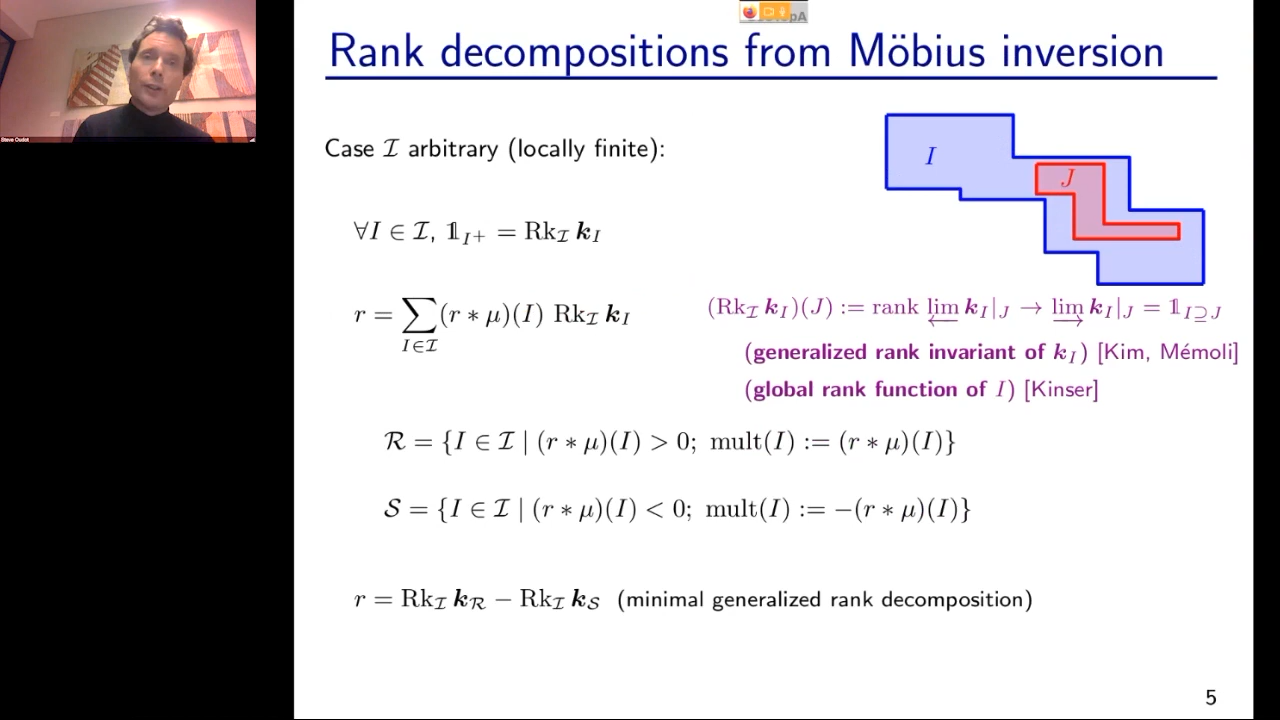 Steve Oudot
Rank decompositions from Möbius inversion
Case ℐ arbitrary (locally finite):
I
J
∀I ∈ ℐ, 𝟙_{I⁺} = Rk_ℐ 𝒌_I
r = ∑_{I∈ℐ} (r ∗ μ)(I) Rk_ℐ 𝒌_I
(Rk_ℐ 𝒌_I)(J) := rank lim← 𝒌_I|_J → lim→ 𝒌_I|_J = 𝟙_{I⊇J}
(generalized rank invariant of 𝒌_I) [Kim, Mémoli]
(global rank function of I) [Kinser]
ℛ = {I ∈ ℐ | (r ∗ μ)(I) > 0; mult(I) := (r ∗ μ)(I)}
𝒮 = {I ∈ ℐ | (r ∗ μ)(I) < 0; mult(I) := −(r ∗ μ)(I)}
r = Rk_ℐ 𝒌_ℛ − Rk_ℐ 𝒌_𝒮 (minimal generalized rank decomposition)
5